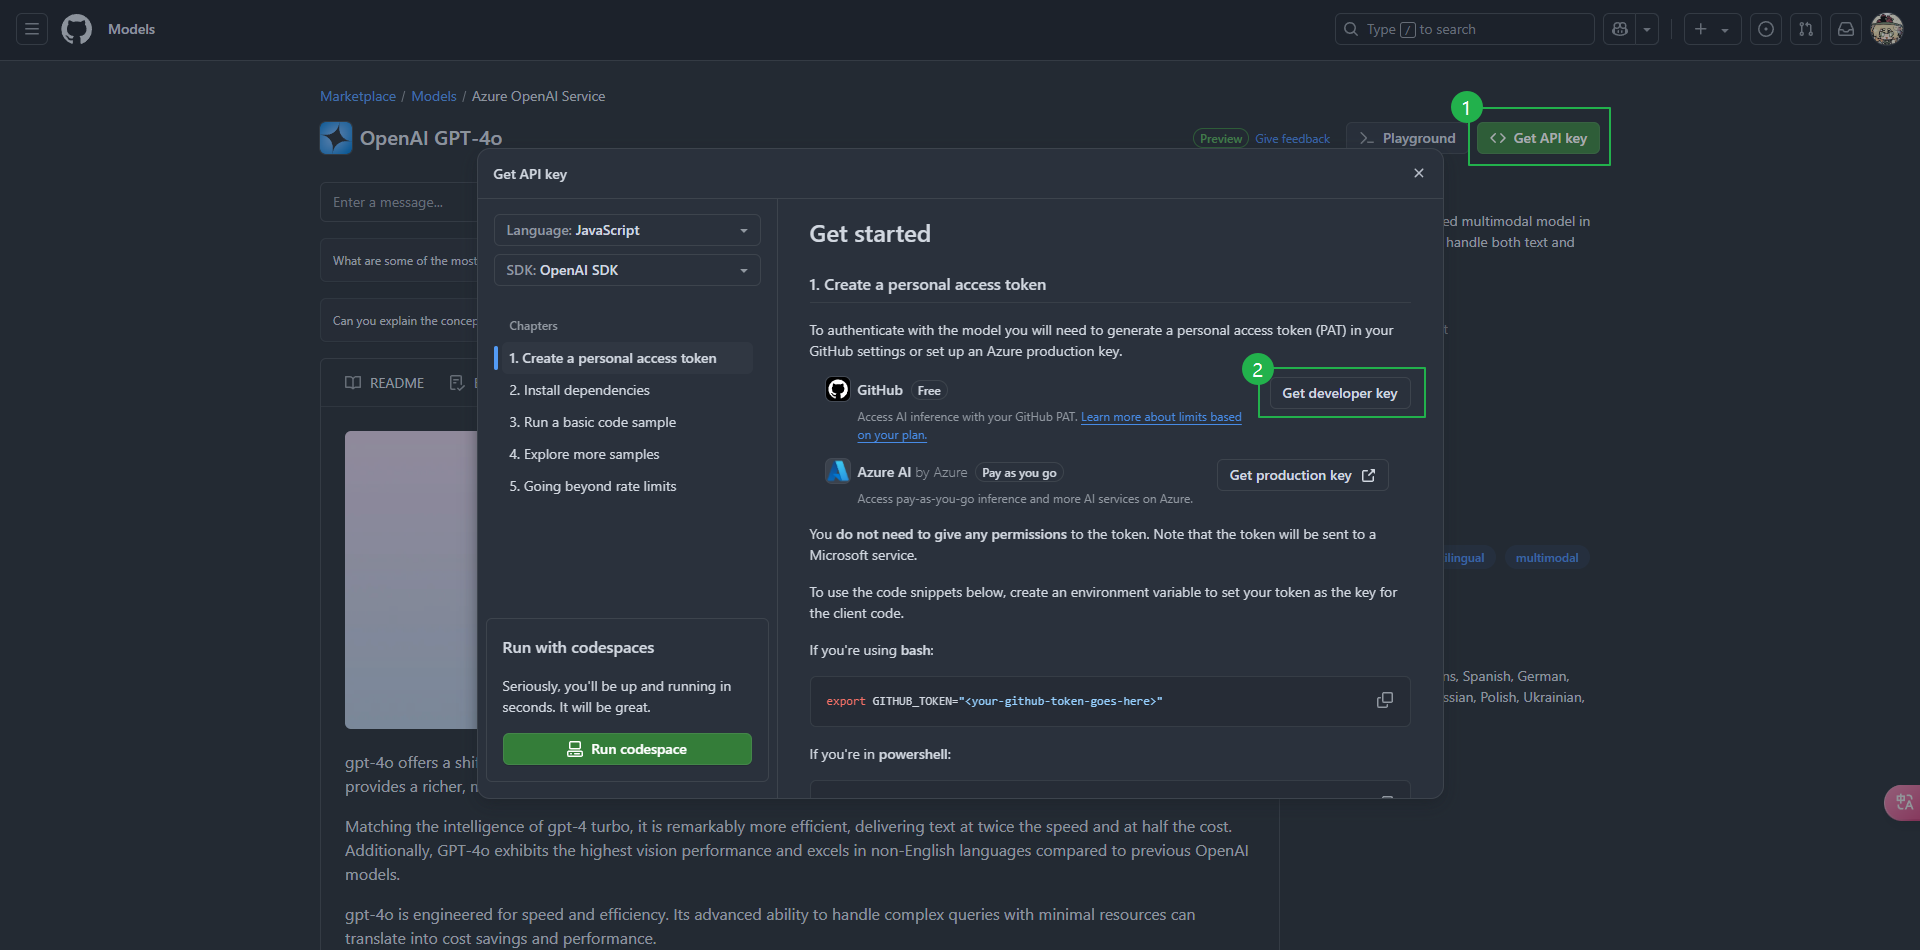 Models
Type / to search
Marketplace / Models / Azure OpenAI Service
OpenAI GPT-4o
Preview Give feedback
Playground
1
Get API key
Enter a message...
What are some of the most
Can you explain the
README
ed multimodal model in
handle both text and
multimodal
Spanish, German,
Polish, Ukrainian,
Get API key
Language: JavaScript
SDK: OpenAI SDK
Chapters
1. Create a personal access token
2. Install dependencies
3. Run a basic code sample
4. Explore more samples
5. Going beyond rate limits
Run with codespaces
Seriously, you'll be up and running in
seconds. It will be great.
Run codespace
Get started
1. Create a personal access token
To authenticate with the model you will need to generate a personal access token (PAT) in your
GitHub settings or set up an Azure production key.
GitHub Free
Access AI inference with your GitHub PAT. Learn more about limits based
on your plan.
2
Get developer key
Azure AI by Azure Pay as you go
Access pay-as-you-go inference and more AI services on Azure.
Get production key
You do not need to give any permissions to the token. Note that the token will be sent to a
Microsoft service.
To use the code snippets below, create an environment variable to set your token as the key for
the client code.
If you're using bash:
export GITHUB_TOKEN="<your-github-token-goes-here>"
If you're in powershell:
gpt-4o offers a
provides a richer,
Matching the intelligence of gpt-4 turbo, it is remarkably more efficient, delivering text at twice the speed and at half the cost.
Additionally, GPT-4o exhibits the highest vision performance and excels in non-English languages compared to previous OpenAI
models.
gpt-4o is engineered for speed and efficiency. Its advanced ability to handle complex queries with minimal resources can
translate into cost savings and performance.